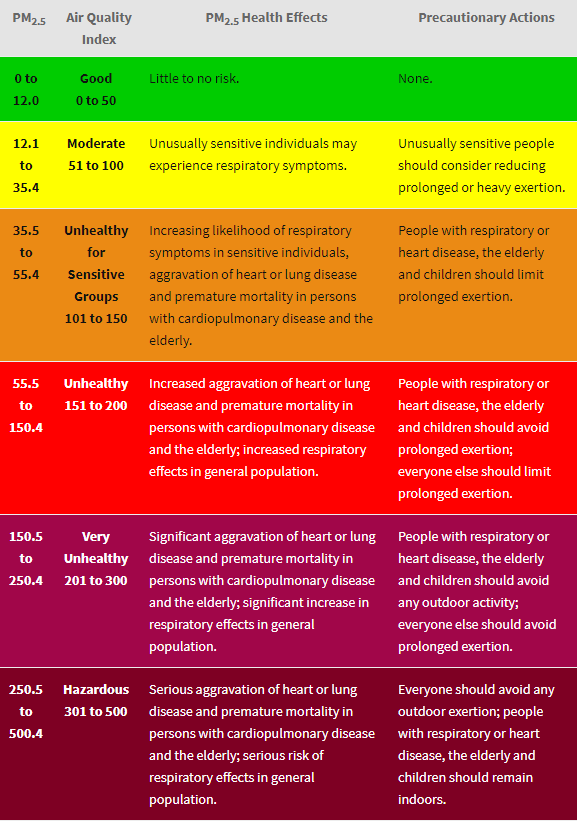 PM2.5 Air Quality Index PM2.5 Health Effects Precautionary Actions
0 to
12.0
Good
0 to 50
Little to no risk.
None.
12.1
to
35.4
Moderate
51 to 100
Unusually sensitive individuals may
experience respiratory symptoms.
Unusually sensitive people
should consider reducing
prolonged or heavy exertion.
35.5
to
55.4
Unhealthy
for
Sensitive
Groups
101 to 150
Increasing likelihood of respiratory
symptoms in sensitive individuals,
aggravation of heart or lung disease
and premature mortality in persons
with cardiopulmonary disease and the
elderly.
People with respiratory or
heart disease, the elderly
and children should limit
prolonged exertion.
55.5
to
150.4
Unhealthy
151 to 200
Increased aggravation of heart or lung
disease and premature mortality in
persons with cardiopulmonary disease
and the elderly; increased respiratory
effects in general population.
People with respiratory or
heart disease, the elderly
and children should avoid
prolonged exertion;
everyone else should limit
prolonged exertion.
150.5
to
250.4
Very
Unhealthy
201 to 300
Significant aggravation of heart or lung
disease and premature mortality in
persons with cardiopulmonary disease
and the elderly; significant increase in
respiratory effects in general
population.
People with respiratory or
heart disease, the elderly
and children should avoid
any outdoor activity;
everyone else should avoid
prolonged exertion.
250.5
to
500.4
Hazardous
301 to 500
Serious aggravation of heart or lung
disease and premature mortality in
persons with cardiopulmonary disease
and the elderly; serious risk of
respiratory effects in general
population.
Everyone should avoid any
outdoor exertion; people
with respiratory or heart
disease, the elderly and
children should remain
indoors.